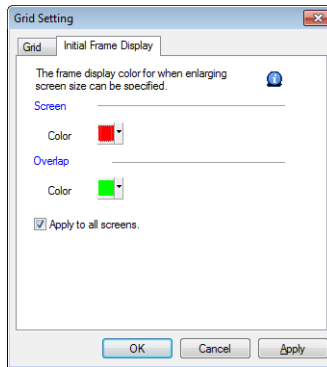 Grid Setting
Grid
Initial Frame Display
The frame display color for when enlarging
screen size can be specified.
Screen
Color
Overlap
Color
Apply to all screens.
OK
Cancel
Apply